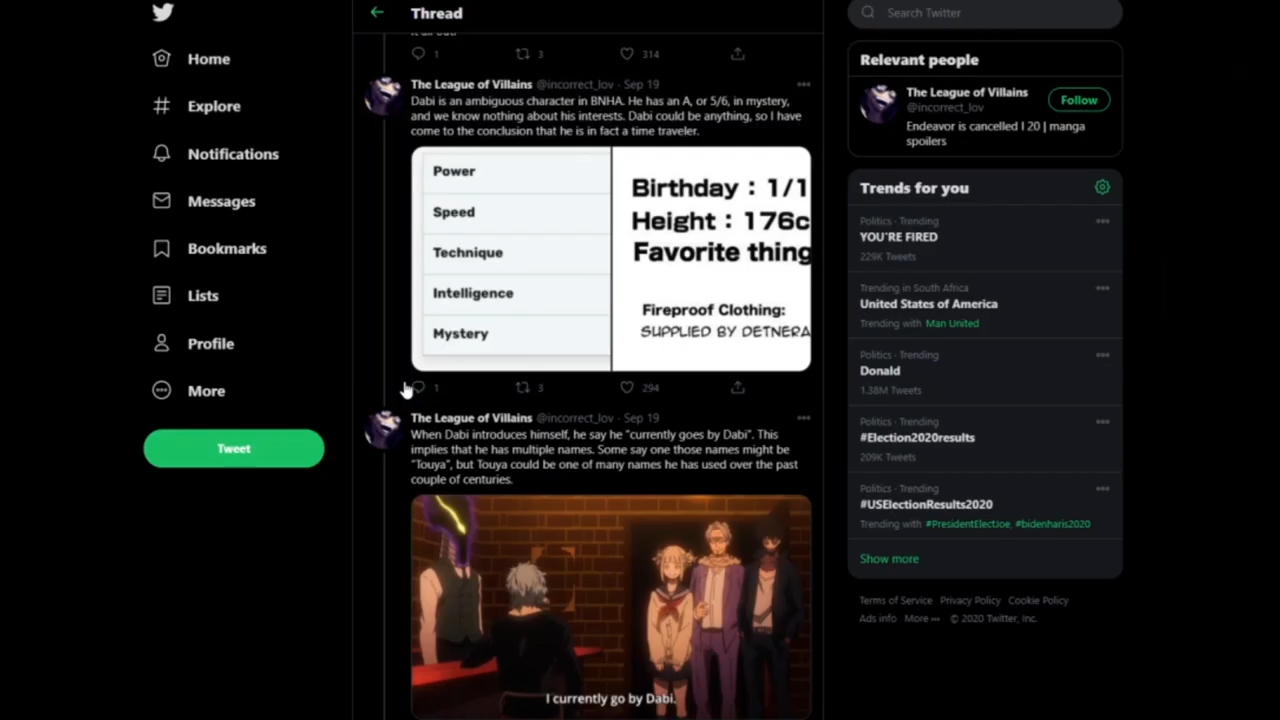 Home
Explore
Notifications
Messages
Bookmarks
Lists
Profile
More
Tweet
Thread
it all out!
1 3 314
The League of Villains @incorrect_lov · Sep 19
Dabi is an ambiguous character in BNHA. He has an A, or 5/6, in mystery,
and we know nothing about his interests. Dabi could be anything, so I have
come to the conclusion that he is in fact a time traveler.
Power
Speed
Technique
Intelligence
Mystery
Birthday : 1/1
Height : 176c
Favorite thing
Fireproof Clothing:
SUPPLIED BY DETNERA
1 3 294
The League of Villains @incorrect_lov · Sep 19
When Dabi introduces himself, he say he "currently goes by Dabi". This
implies that he has multiple names. Some say one those names might be
"Touya", but Touya could be one of many names he has used over the past
couple of centuries.
I currently go by Dabi.
Search Twitter
Relevant people
The League of Villains
@incorrect_lov
Follow
Endeavor is cancelled I 20 | manga
spoilers
Trends for you
Politics · Trending
YOU'RE FIRED
229K Tweets
Trending in South Africa
United States of America
Trending with Man United
Politics · Trending
Donald
1.38M Tweets
Politics · Trending
#Election2020results
209K Tweets
Politics · Trending
#USElectionResults2020
Trending with #PresidentElectJoe, #bidenharis2020
Show more
Terms of Service Privacy Policy Cookie Policy
Ads info More ··· © 2020 Twitter, Inc.